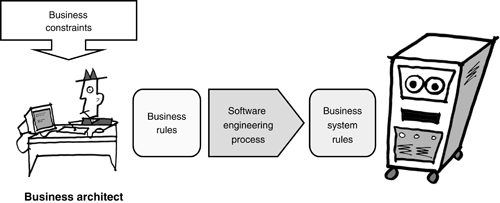 Business
constraints
Business
rules
Software
engineering
process
Business
system
rules
Business architect